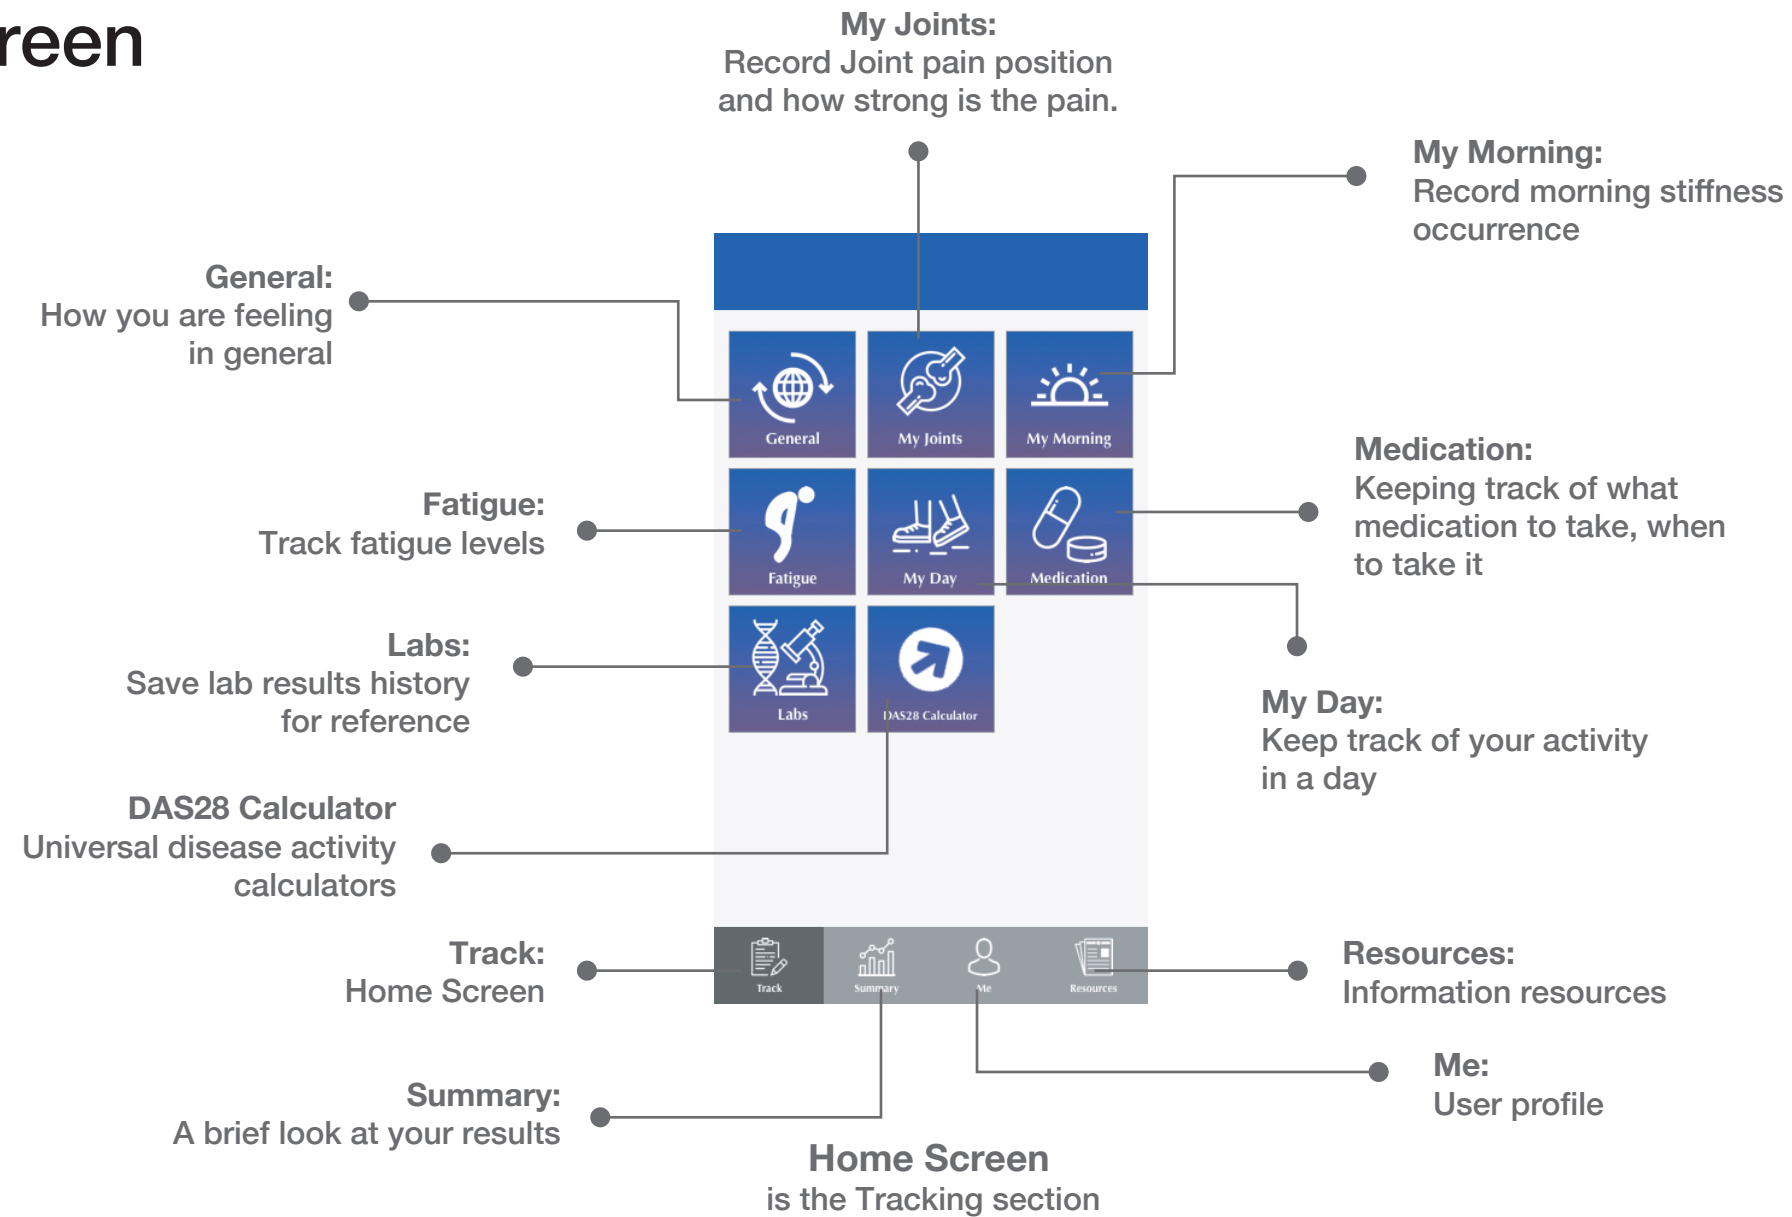 reen
My Joints:
Record Joint pain position
and how strong is the pain.
My Morning:
Record morning stiffness
occurrence
General:
How you are feeling
in general
General
My Joints
My Morning
Medication:
Keeping track of what
medication to take, when
to take it
Fatigue:
Track fatigue levels
Fatigue
My Day
Medication
Labs:
Save lab results history
for reference
Labs
DAS28 Calculator
My Day:
Keep track of your activity
in a day
DAS28 Calculator
Universal disease activity
calculators
Track:
Home Screen
Track
Summary
Me
Resources
Resources:
Information resources
Me:
User profile
Summary:
A brief look at your results
Home Screen
is the Tracking section